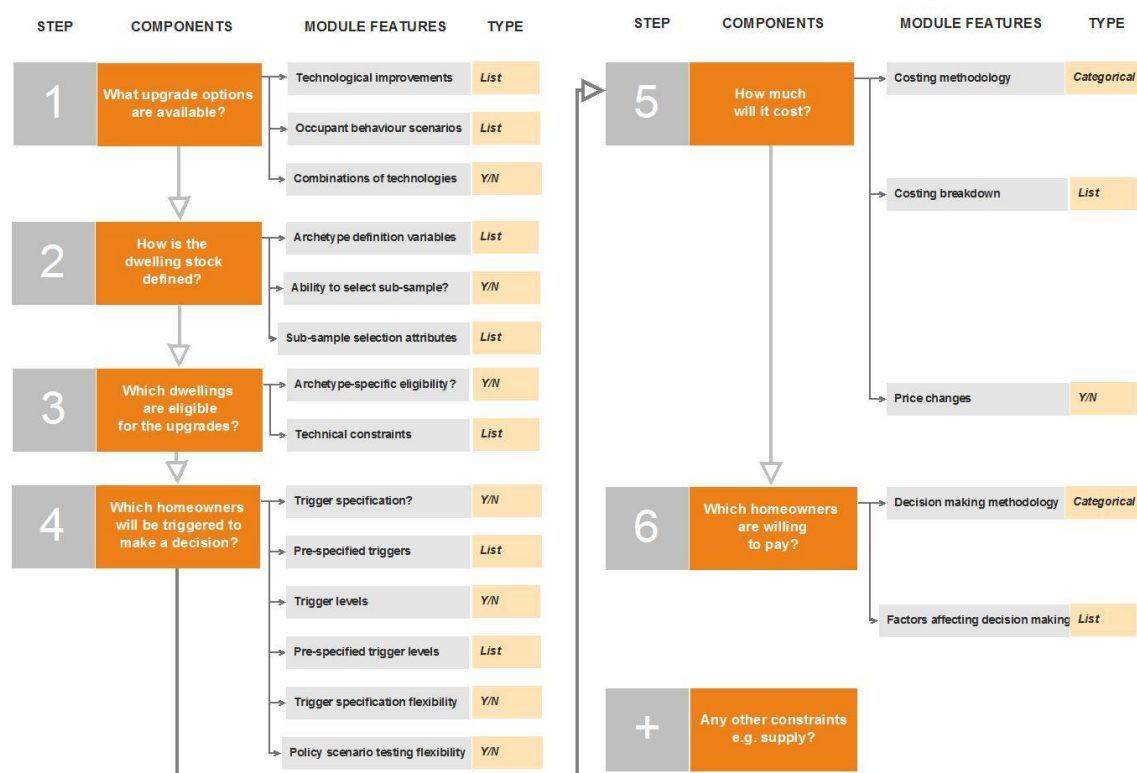 STEP COMPONENTS MODULE FEATURES TYPE
1
What upgrade options
are available?
Technological improvements List
Occupant behaviour scenarios List
Combinations of technologies Y/N
2
How is the
dwelling stock
defined?
Archetype definition variables List
Ability to select sub-sample? Y/N
Sub-sample selection attributes List
3
Which dwellings
are eligible
for the upgrades?
Archetype-specific eligibility? Y/N
Technical constraints List
4
Which homeowners
will be triggered to
make a decision?
Trigger specification? Y/N
Pre-specified triggers List
Trigger levels Y/N
Pre-specified trigger levels List
Trigger specification flexibility Y/N
Policy scenario testing flexibility Y/N
STEP COMPONENTS MODULE FEATURES TYPE
5
How much
will it cost?
Costing methodology Categorical
Costing breakdown List
Price changes Y/N
6
Which homeowners
are willing
to pay?
Decision making methodology Categorical
Factors affecting decision making List
+
Any other constraints
e.g. supply?